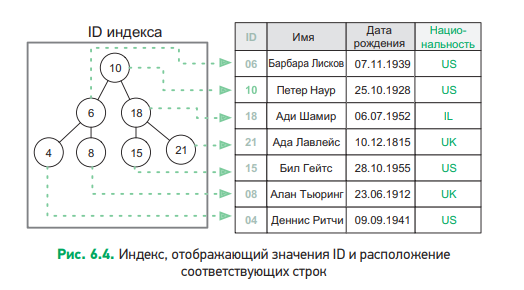 ID индекса
10
6
18
4
8
15
21
ID Имя Дата рождения Нацио-нальность
06 Барбара Лисков 07.11.1939 US
10 Петер Наур 25.10.1928 US
18 Ади Шамир 06.07.1952 IL
21 Ада Лавлейс 10.12.1815 UK
15 Бил Гейтс 28.10.1955 US
08 Алан Тьюринг 23.06.1912 UK
04 Деннис Ритчи 09.09.1941 US
Рис. 6.4. Индекс, отображающий значения ID и расположение
соответствующих строк